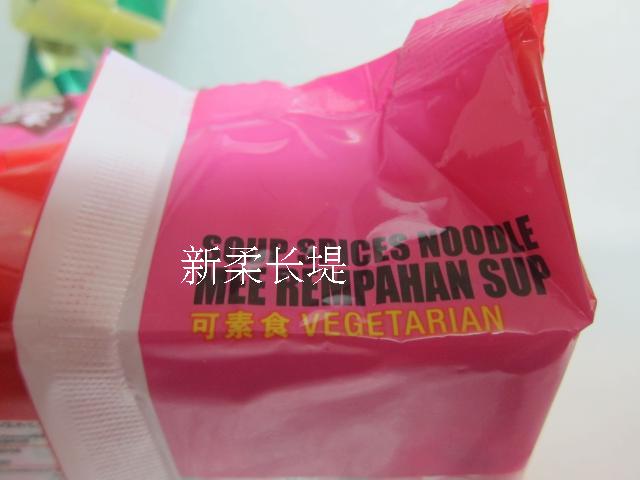 SOUP SPICES NOODLE
新柔长堤
MEE REMPAHAN SUP
可素食 VEGETARIAN